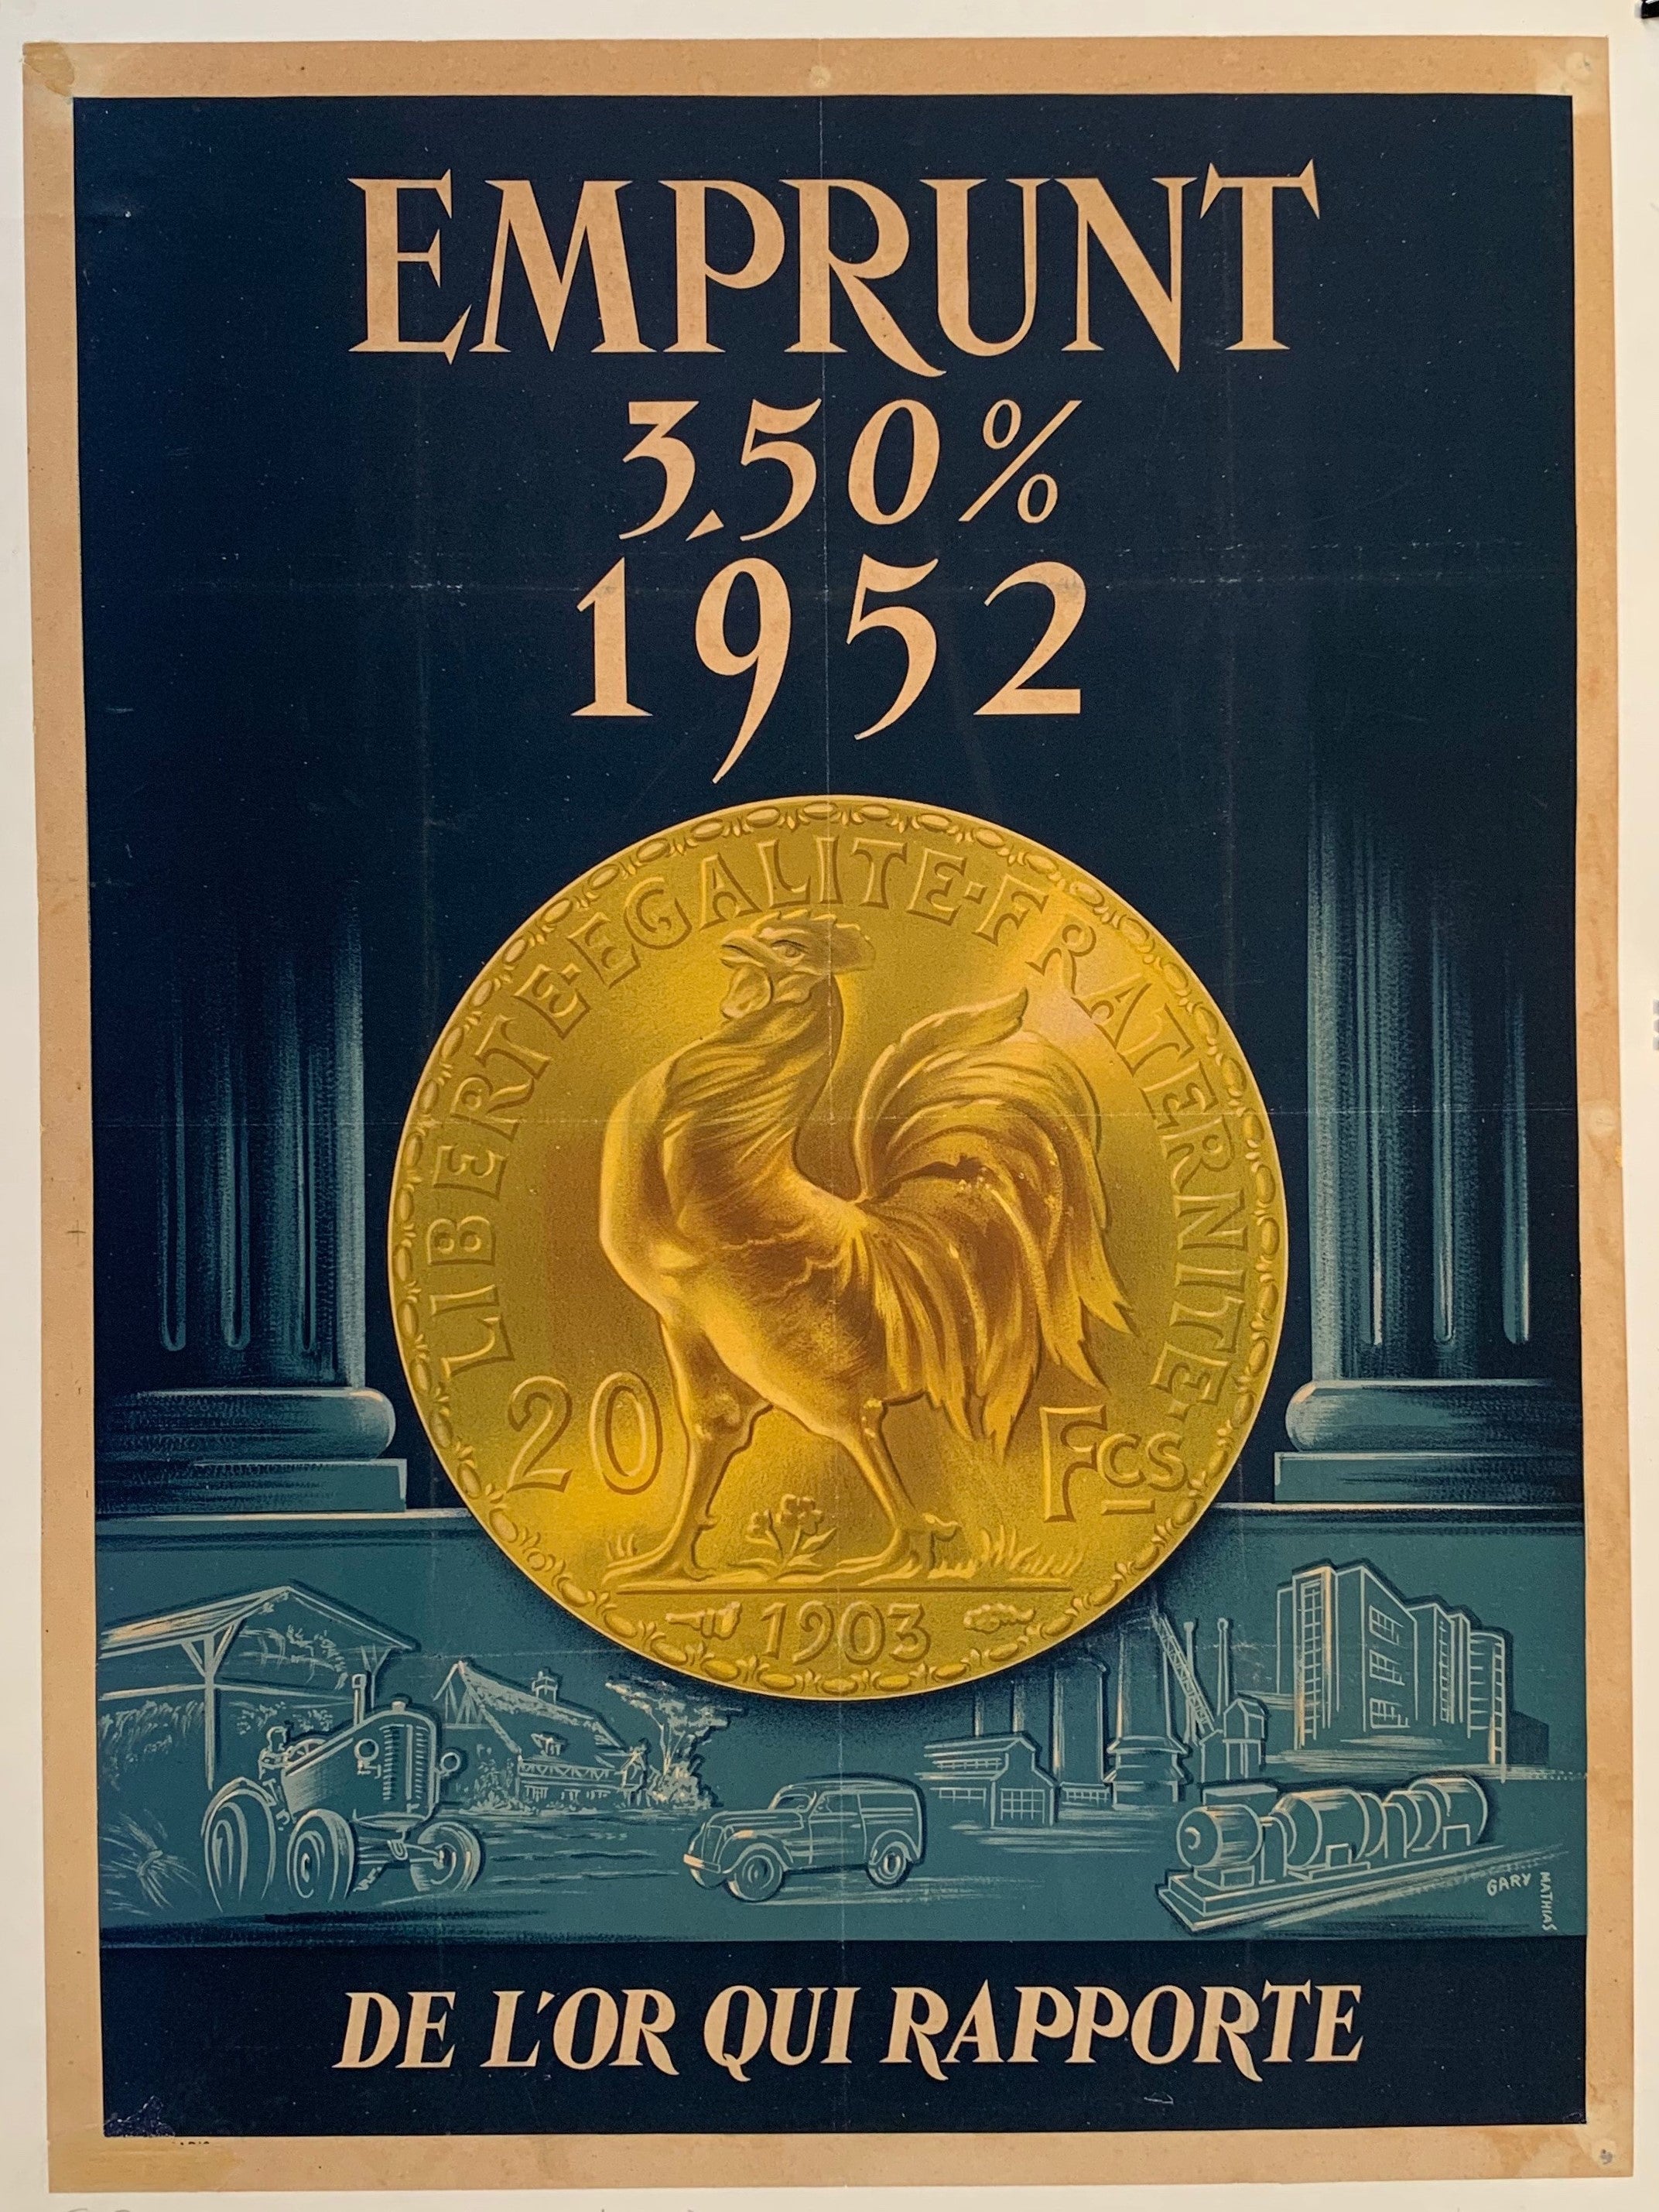 EMPRUNT
3,50%
1952
LIBERTE·EGALITE·FRATERNITE·
20 Fcs
1903
GARY
MATHIAS
DE L'OR QUI RAPPORTE